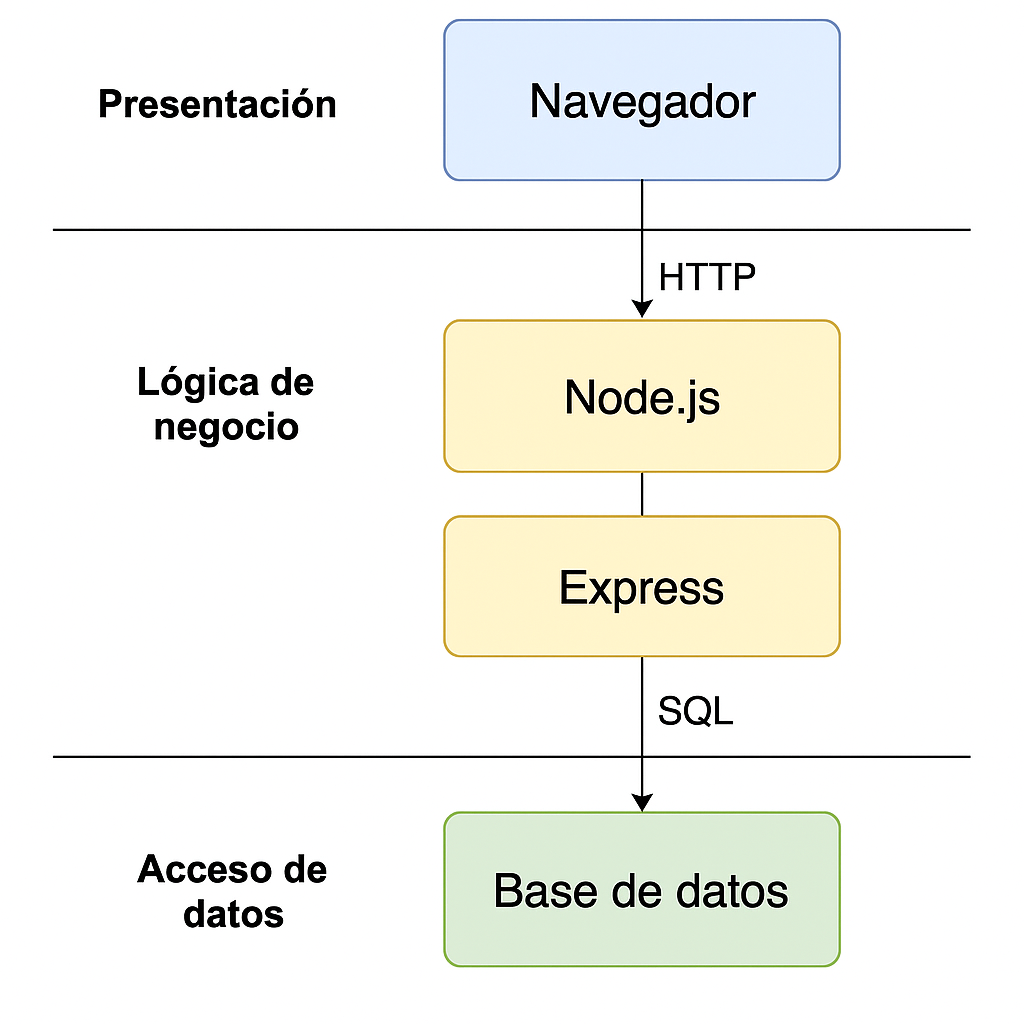 Presentación
Navegador
HTTP
Lógica de
negocio
Node.js
Express
SQL
Acceso de
datos
Base de datos